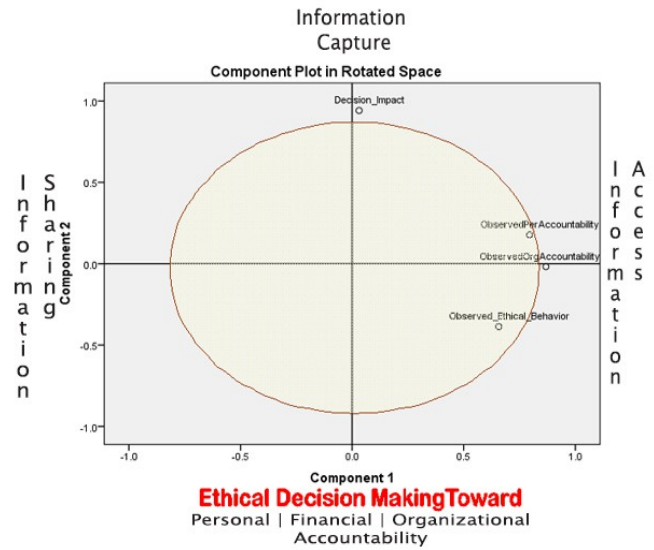 Information
Capture
Component Plot in Rotated Space
Decision_Impact
1.0
0.5
0.0
-0.5
-1.0
Information
Sharing
Component 2
ObservedPerAccountability
ObservedOrgAccountability
Observed_Ethical_Behavior
Information
Access
-1.0 -0.5 0.0 0.5 1.0
Component 1
Ethical Decision MakingToward
Personal | Financial | Organizational
Accountability